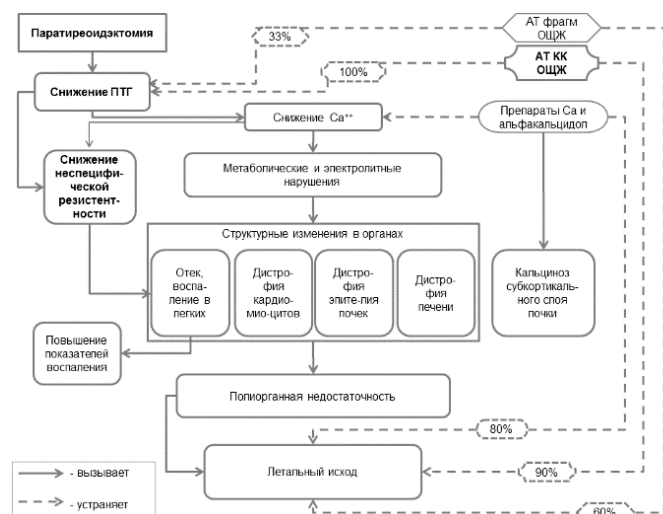 Паратиреоидэктомия
33%
АТ фрагм
ОЩЖ
АТ КК
ОЩЖ
100%
Снижение ПТГ
Снижение Са⁺⁺
Препараты Са и
альфакальцидол
Снижение
неспецифи-
ческой
резистент-
ности
Метаболические и электролитные
нарушения
Структурные изменения в органах
Отек,
воспа-
ление в
легких
Дистро-
фия
кардио-
мио-цитов
Дистро-
фия
эпите-лия
почек
Дистро-
фия
печени
Кальциноз
субкортикаль-
ного слоя
почки
Повышение
показателей
воспаления
Полиорганная недостаточность
80%
Летальный исход
90%
- вызывает
- устраняет
60%